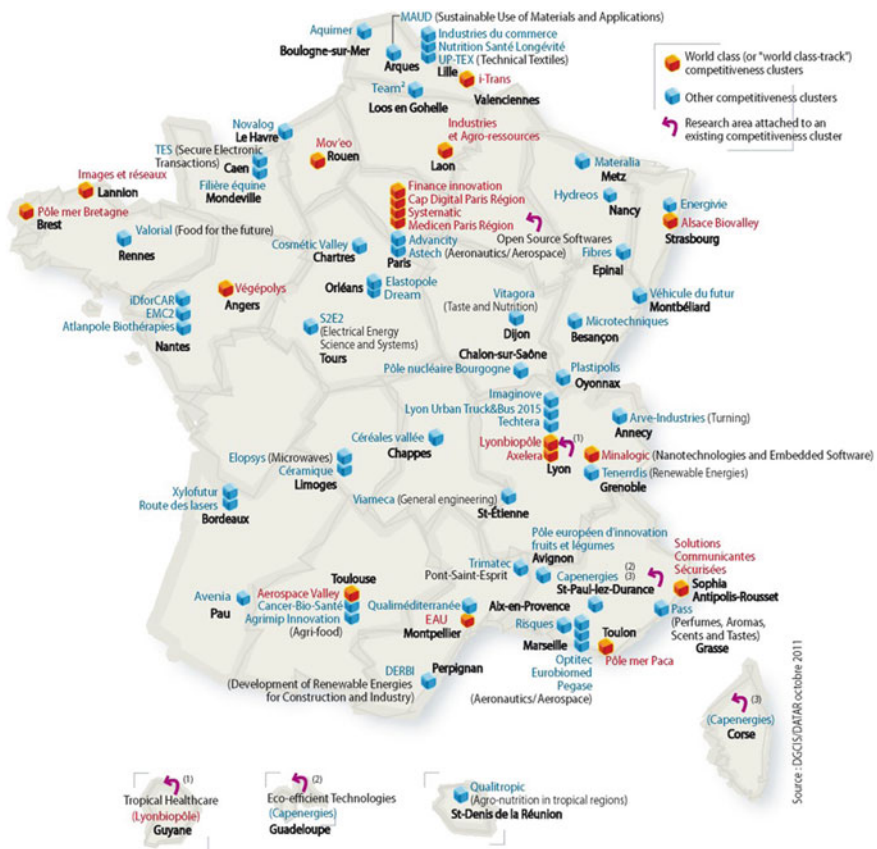 MAUD (Sustainable Use of Materials and Applications)
Aquimer
Boulogne-sur-Mer
Arques
Industries du commerce
Nutrition Santé Longévité
UP-TEX (Technical Textiles)
Lille
i-Trans
Valenciennes
Team²
Loos en Gohelle
World class (or "world class-track")
competitiveness clusters
Other competitiveness clusters
Research area attached to an
existing competitiveness cluster
Novalog
Le Havre
TES (Secure Electronic
Transactions)
Caen
Filière équine
Mondeville
Mov'eo
Rouen
Industries
et Agro-ressources
Laon
Materalia
Metz
Hydreos
Nancy
Energivie
Alsace Biovalley
Strasbourg
Images et réseaux
Lannion
Pôle mer Bretagne
Brest
Valorial (Food for the future)
Rennes
Finance innovation
Cap Digital Paris Région
Systematic
Medicen Paris Région
Advancity
Astech (Aeronautics/Aerospace)
Paris
Open Source Softwares
Cosmétic Valley
Chartres
Fibres
Epinal
Végépolys
Angers
Orléans
Elastopole
Dream
Vitagora
(Taste and Nutrition)
Dijon
Véhicule du futur
Montbéliard
Microtechniques
Besançon
iDforCAR
EMC2
Atlanpole Biothérapies
Nantes
S2E2
(Electrical Energy
Science and Systems)
Tours
Chalon-sur-Saône
Pôle nucléaire Bourgogne
Plastipolis
Oyonnax
Imaginove
Lyon Urban Truck&Bus 2015
Techtera
Lyonbiopôle
(1)
Axelera
Lyon
Arve-Industries (Turning)
Annecy
Minalogic (Nanotechnologies and Embedded Software)
Tenerrdis (Renewable Energies)
Grenoble
Céréales vallée
Chappes
Elopsys (Microwaves)
Céramique
Limoges
Viameca (General engineering)
St-Étienne
Xylofutur
Route des lasers
Bordeaux
Pôle européen d'innovation
fruits et légumes
Avignon
Trimatec
Pont-Saint-Esprit
Capenergies
(2)
(3)
St-Paul-lez-Durance
Solutions
Communicantes
Sécurisées
Sophia
Antipolis-Rousset
Toulouse
Aerospace Valley
Cancer-Bio-Santé
Agrimip Innovation
(Agri-food)
Avenia
Pau
Qualiméditerranée
EAU
Montpellier
Aix-en-Provence
Risques
Marseille
Optitec
Eurobiomed
Pegase
(Aeronautics/Aerospace)
Toulon
Pôle mer Paca
Pass
(Perfumes, Aromas,
Scents and Tastes)
Grasse
DERBI
(Development of Renewable Energies
for Construction and Industry)
Perpignan
(3)
(Capenergies)
Corse
Source : DGCIS/DATAR octobre 2011
(1)
Tropical Healthcare
(Lyonbiopôle)
Guyane
(2)
Eco-efficient Technologies
(Capenergies)
Guadeloupe
Qualitropic
(Agro-nutrition in tropical regions)
St-Denis de la Réunion